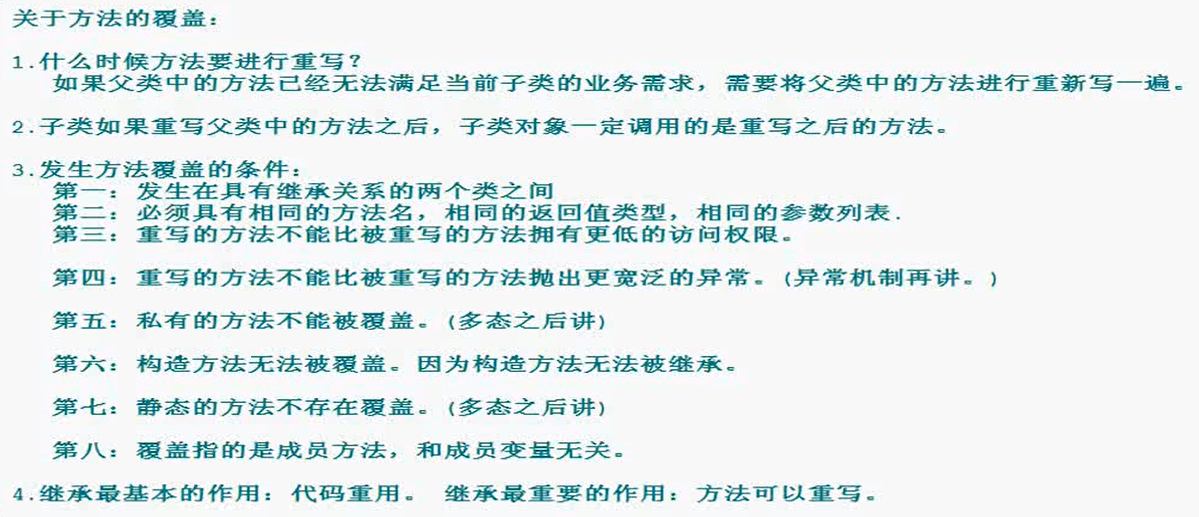 关于方法的覆盖：
1.什么时候方法要进行重写？
如果父类中的方法已经无法满足当前子类的业务需求，需要将父类中的方法进行重新写一遍。
2.子类如果重写父类中的方法之后，子类对象一定调用的是重写之后的方法。
3.发生方法覆盖的条件：
第一：发生在具有继承关系的两个类之间
第二：必须具有相同的方法名，相同的返回值类型，相同的参数列表.
第三：重写的方法不能比被重写的方法拥有更低的访问权限。
第四：重写的方法不能比被重写的方法抛出更宽泛的异常。(异常机制再讲。)
第五：私有的方法不能被覆盖。(多态之后讲)
第六：构造方法无法被覆盖。因为构造方法无法被继承。
第七：静态的方法不存在覆盖。(多态之后讲)
第八：覆盖指的是成员方法，和成员变量无关。
4.继承最基本的作用：代码重用。 继承最重要的作用：方法可以重写。